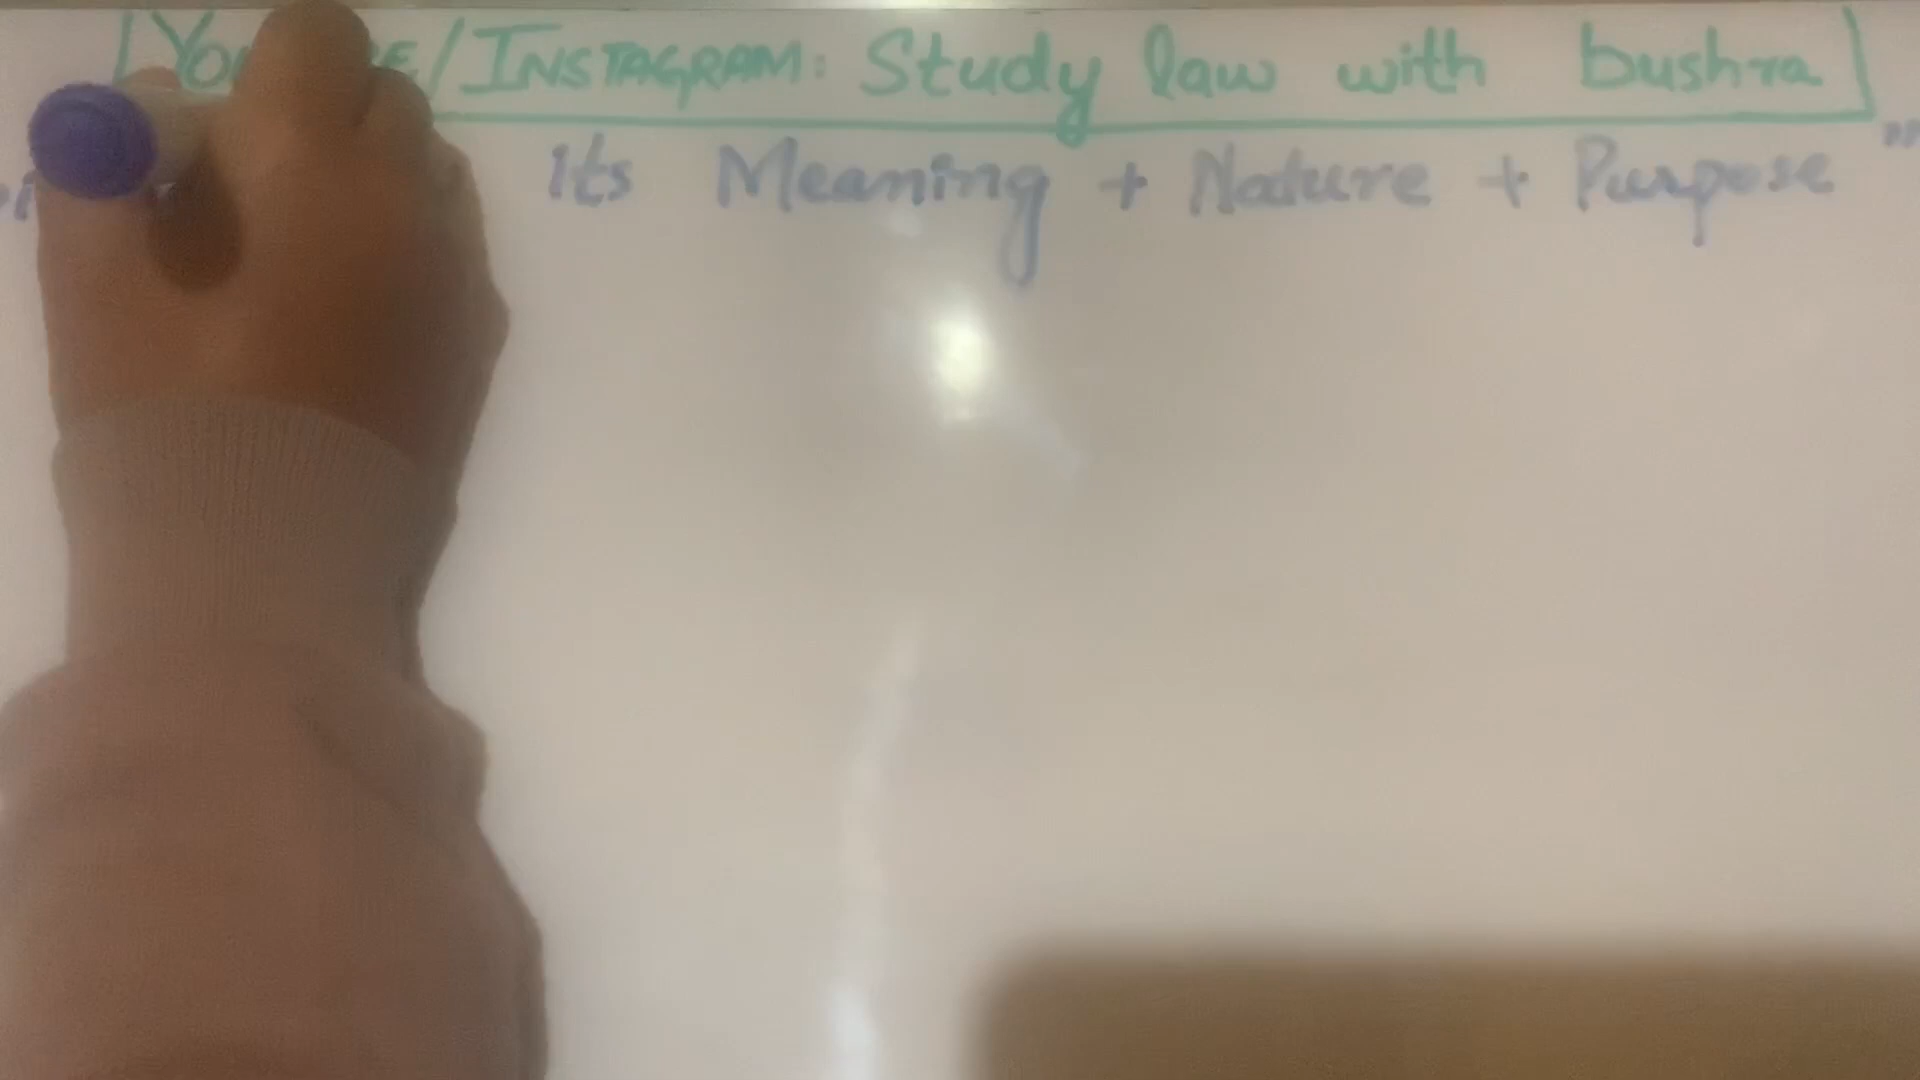 /INSTAGRAM: Study law with bushra
Its Meaning + Nature + Purpose "